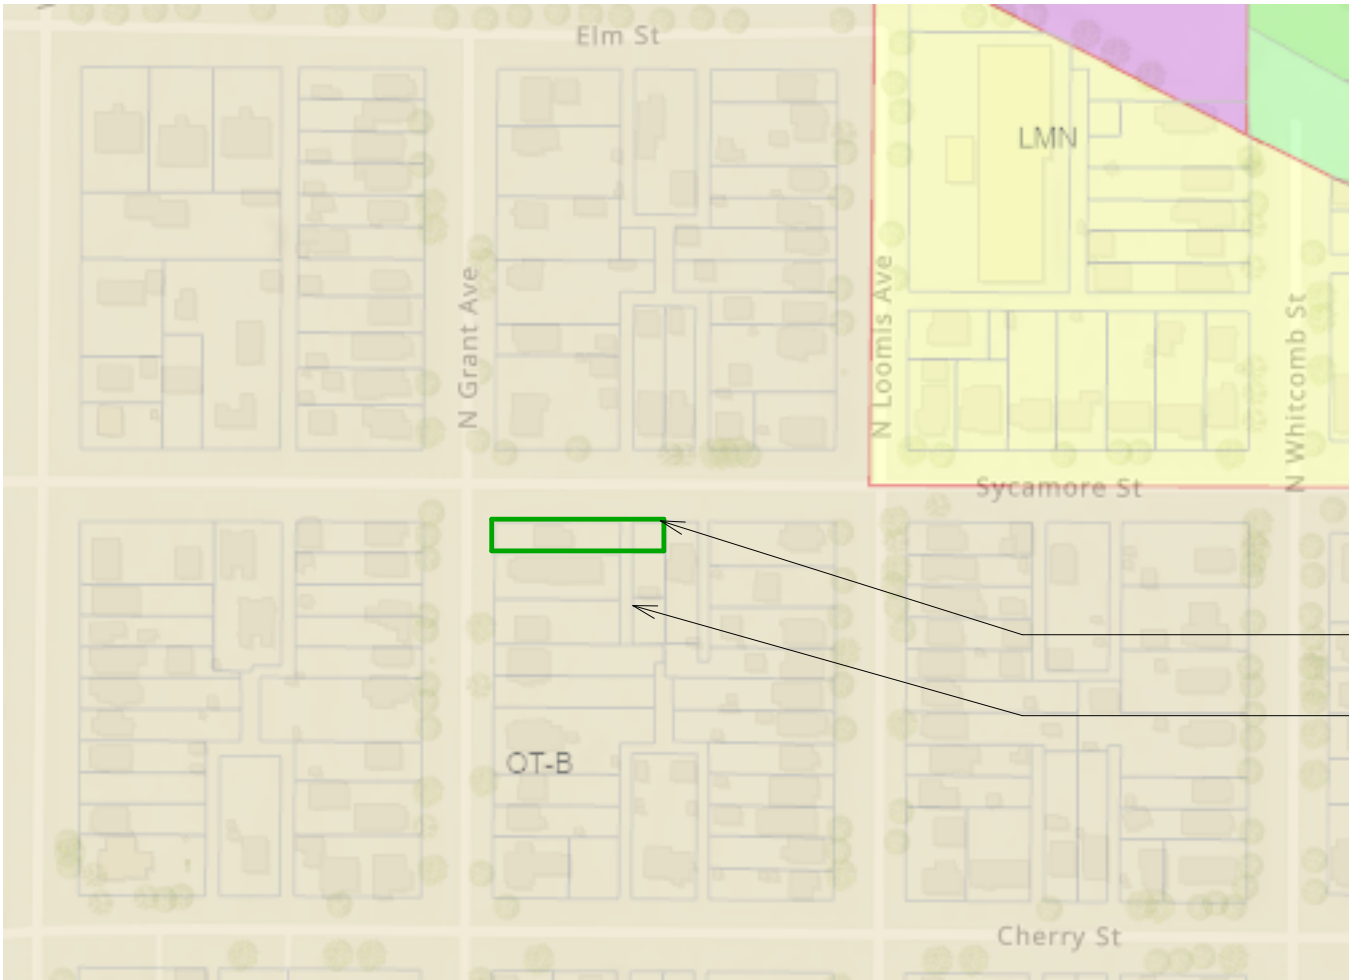 Elm St
LMN
N Grant Ave
N Loomis Ave
N Whitcomb St
Sycamore St
OT-B
Cherry St